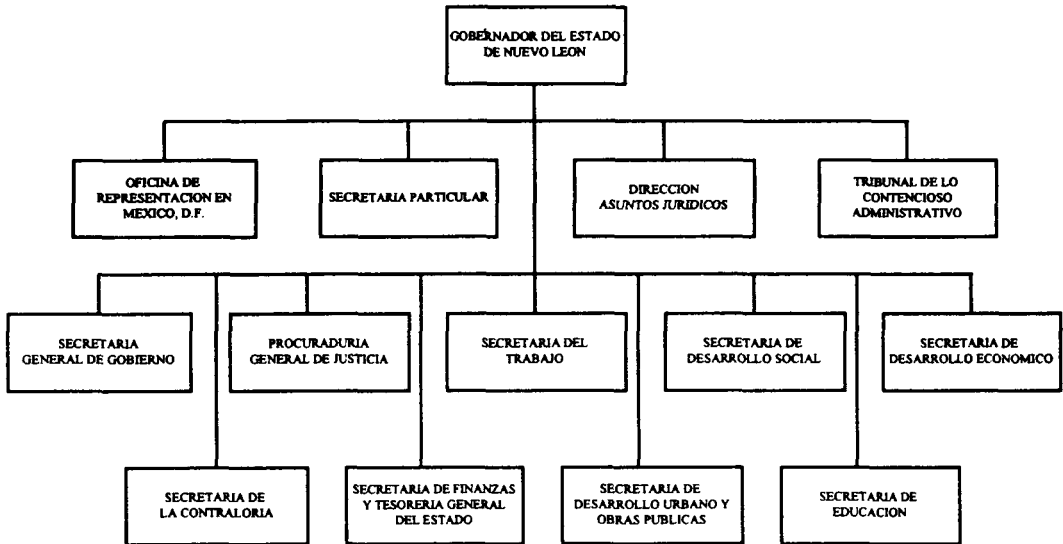 GOBERNADOR DEL ESTADO
DE NUEVO LEON
OFICINA DE
REPRESENTACION EN
MEXICO, D.F.
SECRETARIA PARTICULAR
DIRECCION
ASUNTOS JURIDICOS
TRIBUNAL DE LO
CONTENCIOSO
ADMINISTRATIVO
SECRETARIA
GENERAL DE GOBIERNO
PROCURADURIA
GENERAL DE JUSTICIA
SECRETARIA DEL
TRABAJO
SECRETARIA DE
DESARROLLO SOCIAL
SECRETARIA DE
DESARROLLO ECONOMICO
SECRETARIA DE
LA CONTRALORIA
SECRETARIA DE FINANZAS
Y TESORERIA GENERAL
DEL ESTADO
SECRETARIA DE
DESARROLLO URBANO Y
OBRAS PUBLICAS
SECRETARIA DE
EDUCACION